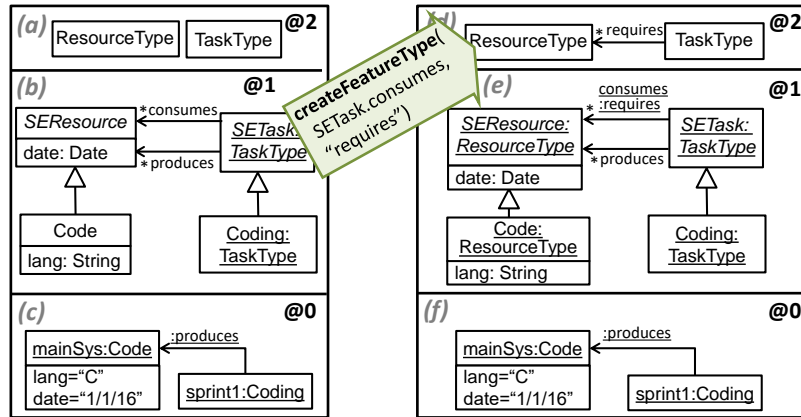 (a)
@2
ResourceType
TaskType
(b)
@1
SEResource
date: Date
*consumes
*produces
SETask:
TaskType
Code
lang: String
Coding:
TaskType
(c)
@0
mainSys:Code
lang=“C”
date=“1/1/16”
:produces
sprint1:Coding
createFeatureType(
SETask.consumes,
“requires”)
@2
ResourceType
* requires
TaskType
(e)
@1
SEResource:
ResourceType
date: Date
consumes
:requires
*
* produces
SETask:
TaskType
Code:
ResourceType
lang: String
Coding:
TaskType
(f)
@0
mainSys:Code
lang=“C”
date=“1/1/16”
:produces
sprint1:Coding